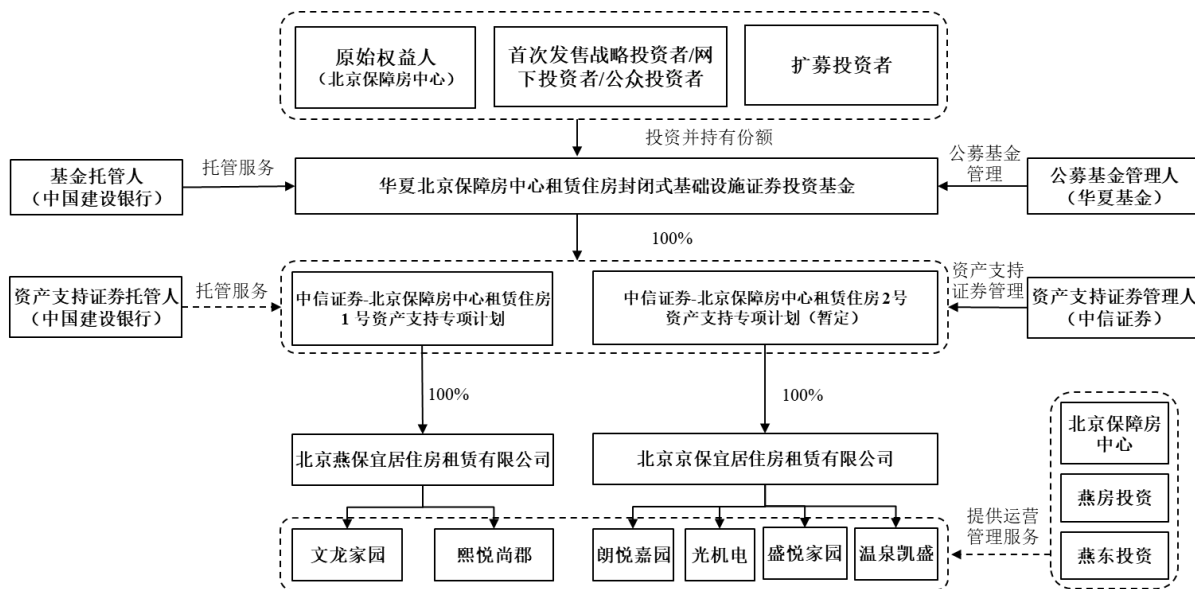 原始权益人
（北京保障房中心）
首次发售战略投资者/网
下投资者/公众投资者
扩募投资者
投资并持有份额
基金托管人
（中国建设银行）
托管服务
华夏北京保障房中心租赁住房封闭式基础设施证券投资基金
公募基金
管理
公募基金管理人
（华夏基金）
100%
资产支持证券托管人
（中国建设银行）
托管服务
中信证券-北京保障房中心租赁住房
1号资产支持专项计划
中信证券-北京保障房中心租赁住房2号
资产支持专项计划（暂定）
资产支持
证券管理
资产支持证券管理人
（中信证券）
100%
100%
北京燕保宜居住房租赁有限公司
北京京保宜居住房租赁有限公司
北京保障房
中心
燕房投资
燕东投资
文龙家园
熙悦尚郡
朗悦嘉园
光机电
盛悦家园
温泉凯盛
提供运营
管理服务